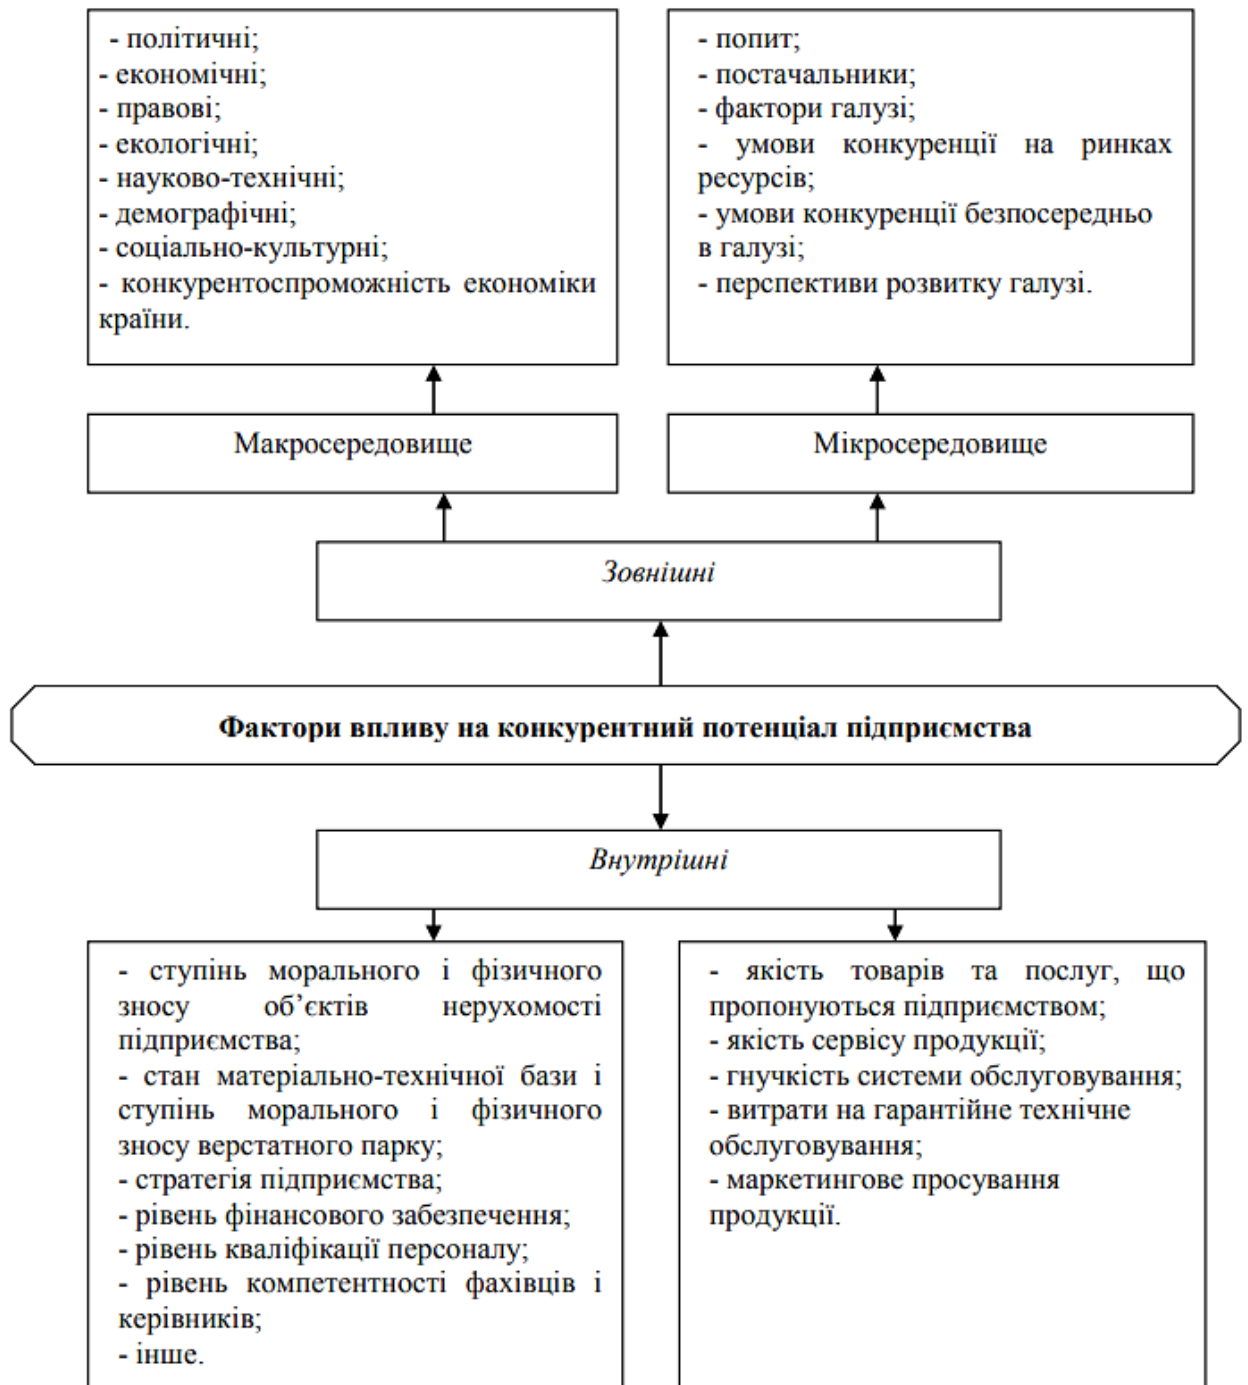 - політичні;
- економічні;
- правові;
- екологічні;
- науково-технічні;
- демографічні;
- соціально-культурні;
- конкурентоспроможність економіки
країни.
- попит;
- постачальники;
- фактори галузі;
- умови конкуренції на ринках
ресурсів;
- умови конкуренції безпосередньо
в галузі;
- перспективи розвитку галузі.
Макросередовище
Мікросередовище
Зовнішні
Фактори впливу на конкурентний потенціал підприємства
Внутрішні
- ступінь морального і фізичного
зносу об’єктів нерухомості
підприємства;
- стан матеріально-технічної бази і
ступінь морального і фізичного
зносу верстатного парку;
- стратегія підприємства;
- рівень фінансового забезпечення;
- рівень кваліфікації персоналу;
- рівень компетентності фахівців і
керівників;
- інше.
- якість товарів та послуг, що
пропонуються підприємством;
- якість сервісу продукції;
- гнучкість системи обслуговування;
- витрати на гарантійне технічне
обслуговування;
- маркетингове просування
продукції.